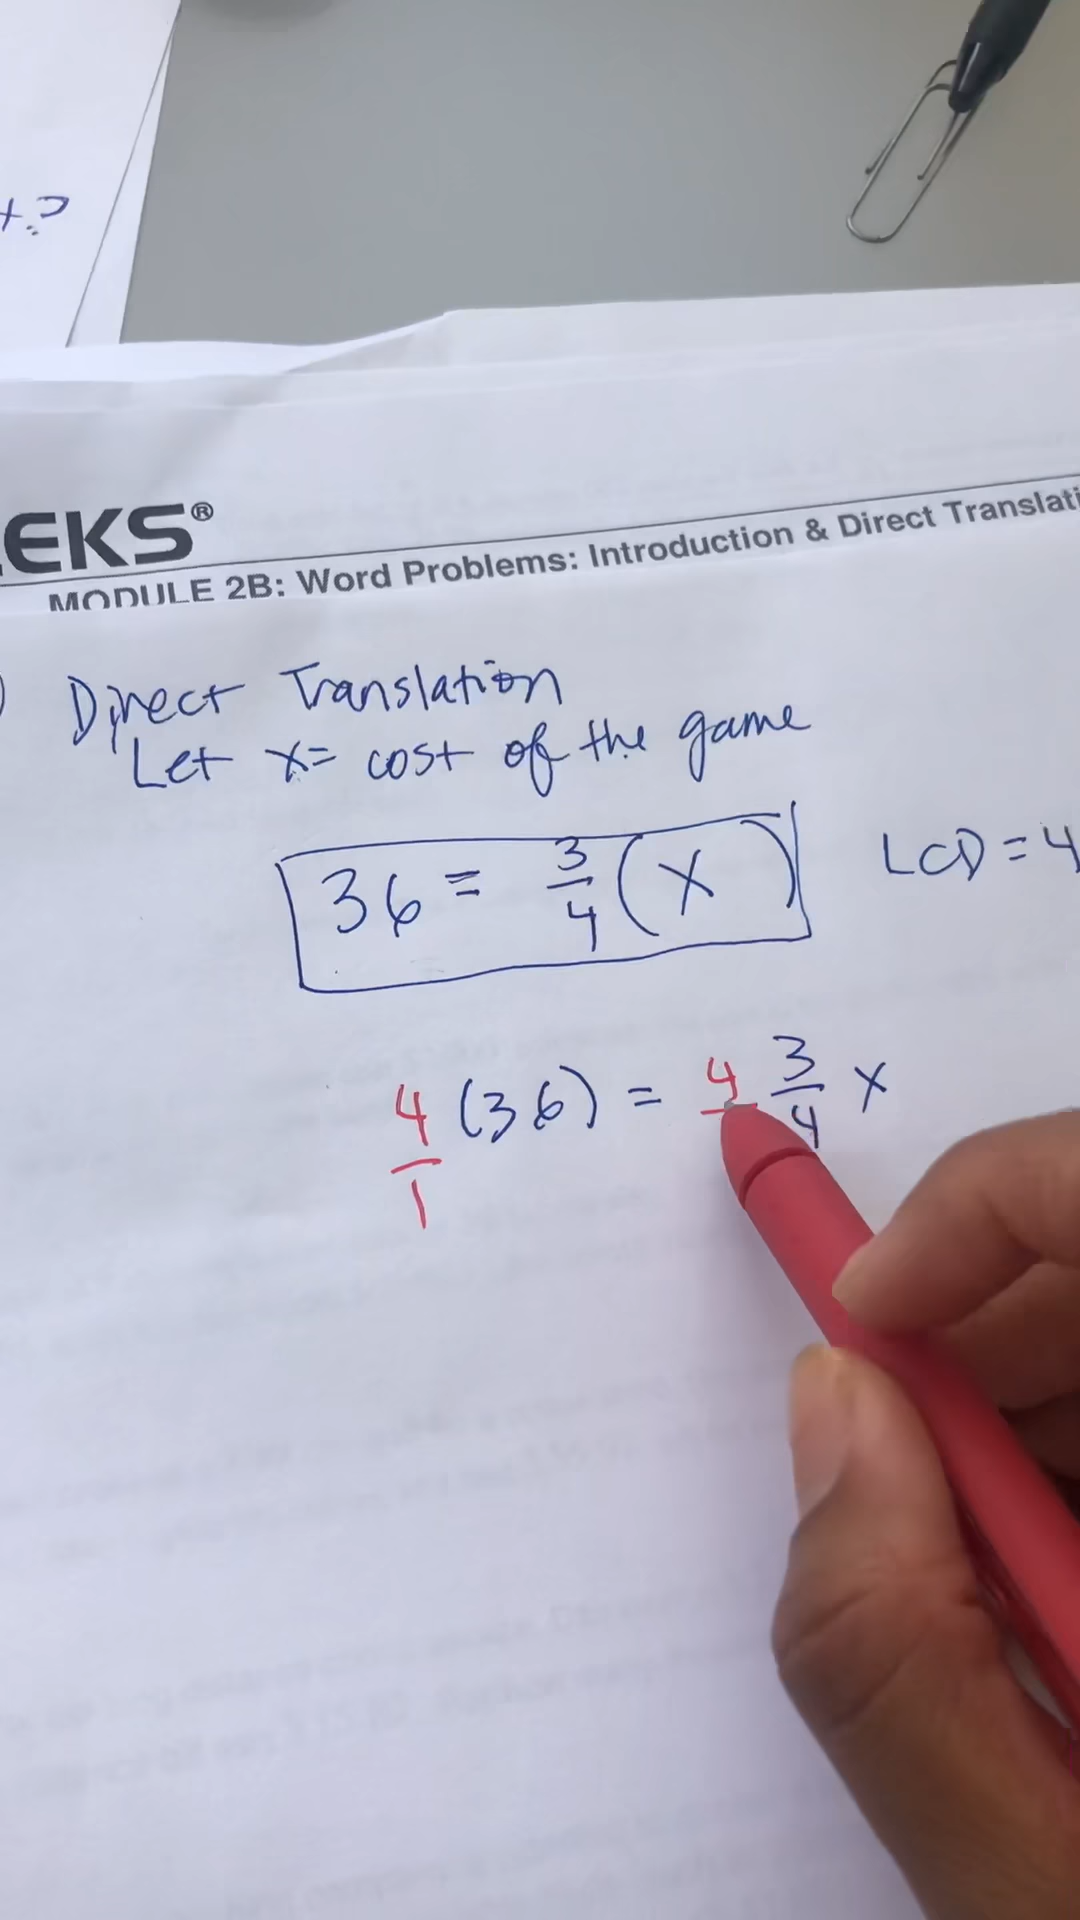 EKS®
MODULE 2B: Word Problems: Introduction & Direct
Direct Translation
Let x = cost of the game
36 = 3/4 (x) LCD = 4
4/1 (36) = 4 3/4 x